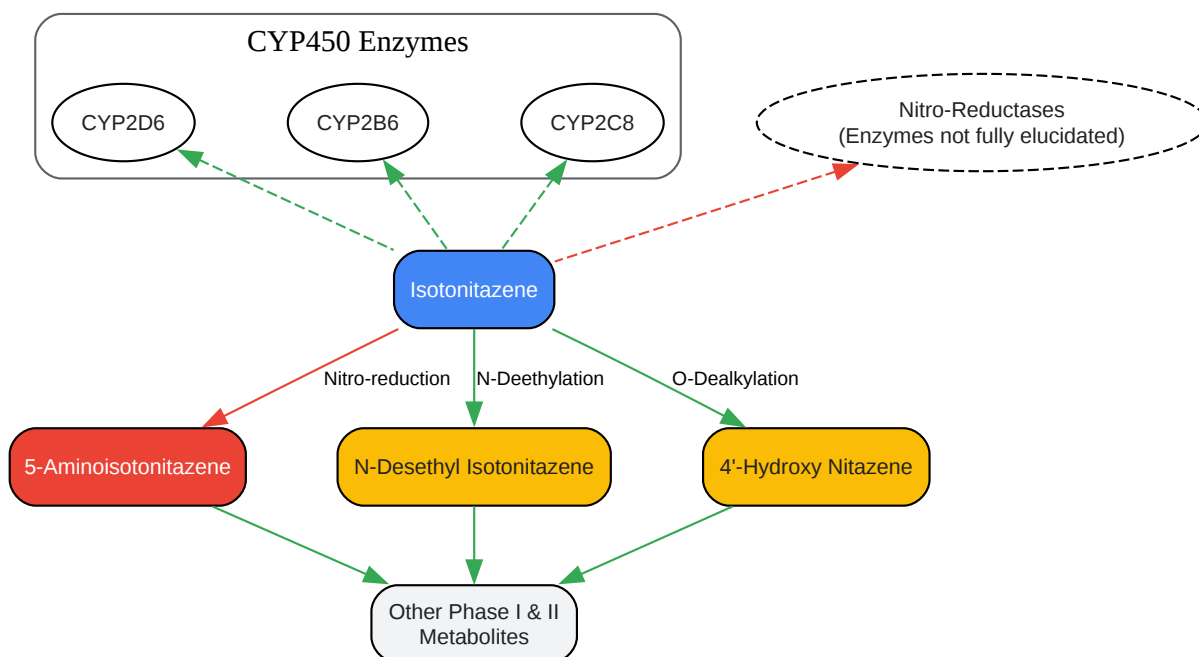 CYP450 Enzymes
CYP2D6
CYP2B6
CYP2C8
Nitro-Reductases
(Enzymes not fully elucidated)
Isotonitazene
Nitro-reduction
N-Deethylation
O-Dealkylation
5-Aminoisotonitazene
N-Desethyl Isotonitazene
4'-Hydroxy Nitazene
Other Phase I & II
Metabolites